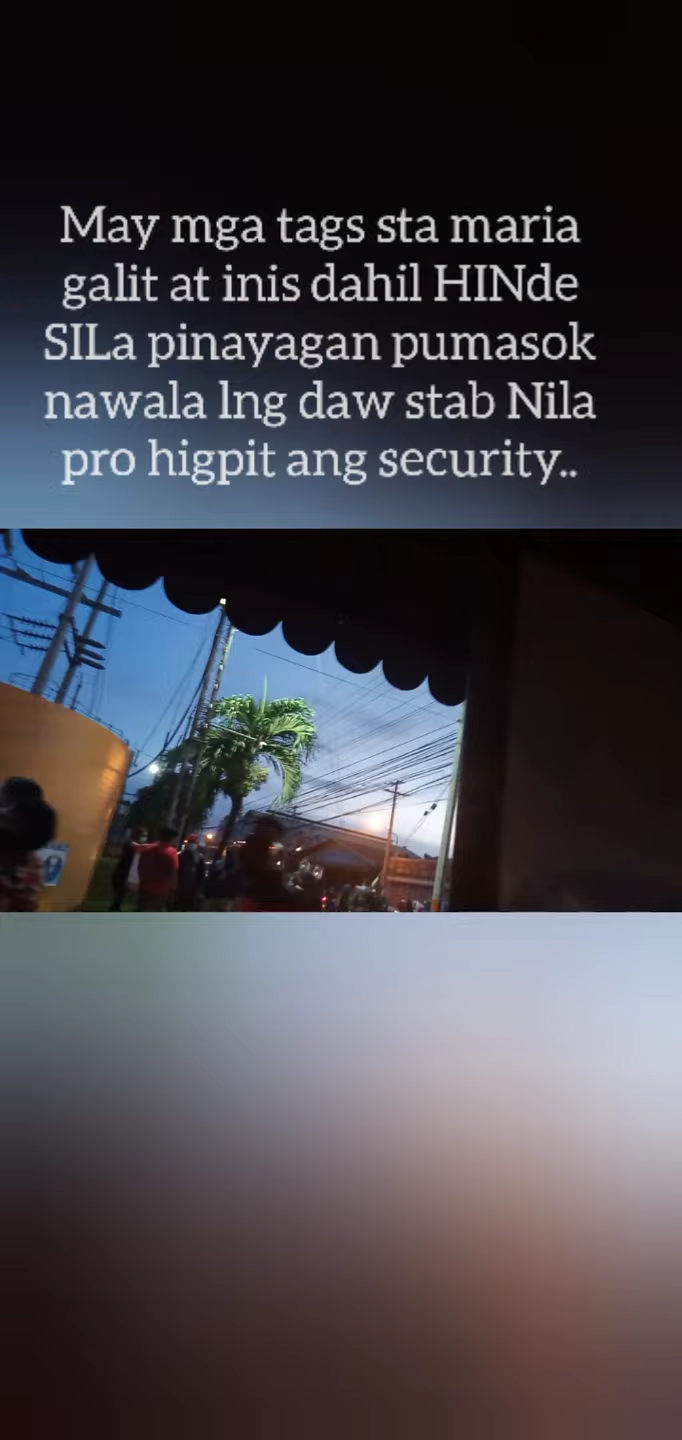 May mga tags sta maria
galit at inis dahil HINde
SILa pinayagan pumasok
nawala lng daw stab Nila
pro higpit ang security..